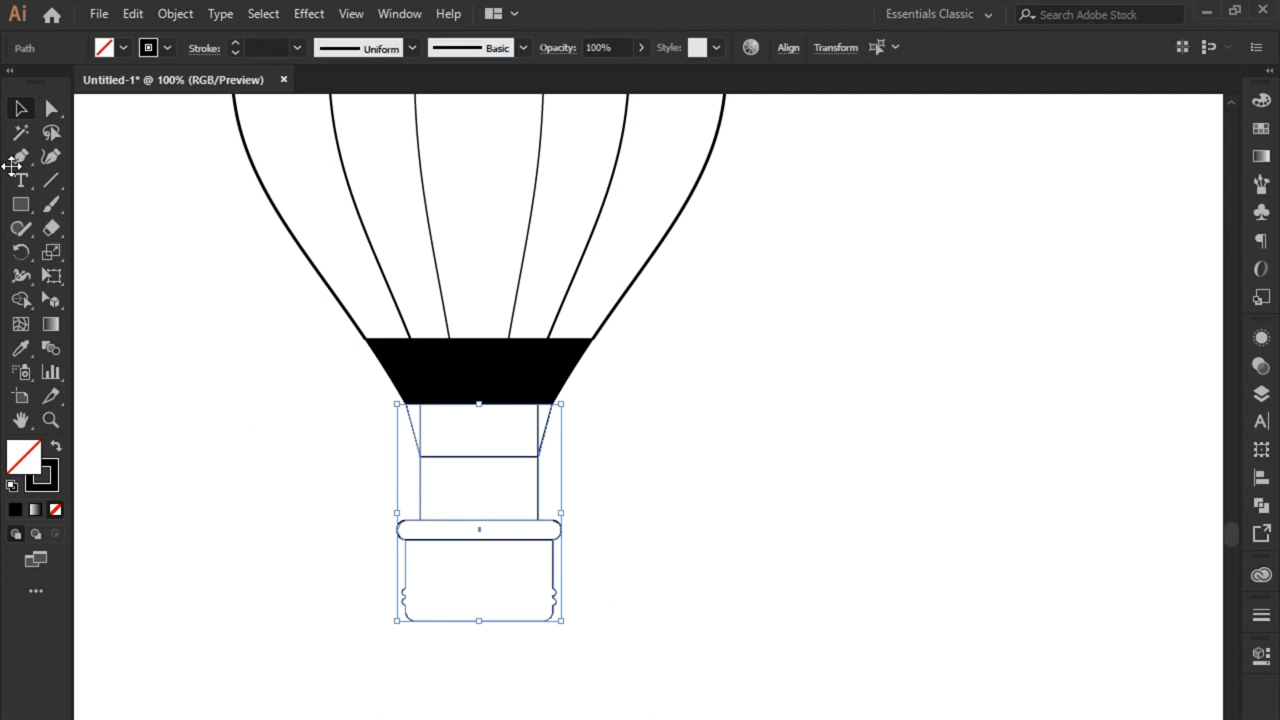 Ai File Edit Object Type Select Effect View Window Help Essentials Classic Search Adobe Stock
Path Stroke: Uniform Basic Opacity: 100% Style: Align Transform
Untitled-1* @ 100% (RGB/Preview)